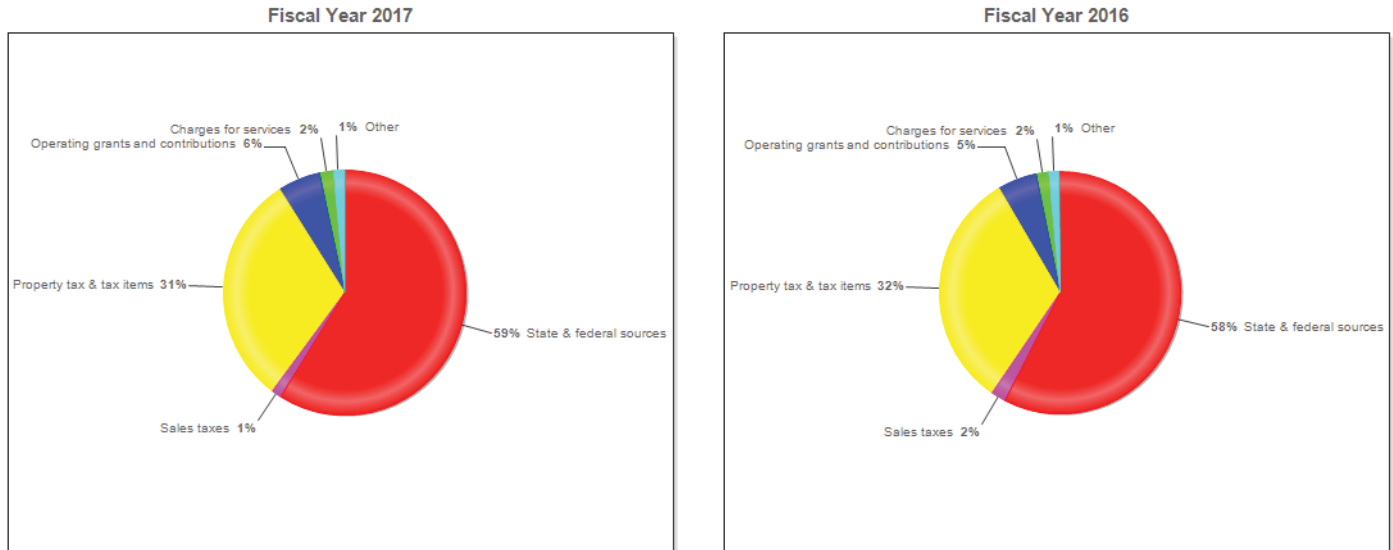 Fiscal Year 2017
Charges for services 2%
1% Other
Operating grants and contributions 6%
Property tax & tax items 31%
59% State & federal sources
Sales taxes 1%
Fiscal Year 2016
Charges for services 2%
1% Other
Operating grants and contributions 5%
Property tax & tax items 32%
58% State & federal sources
Sales taxes 2%